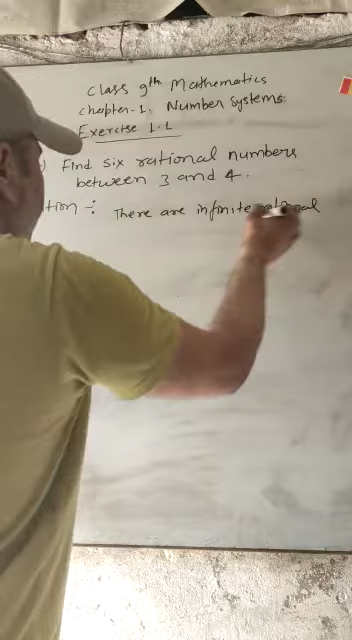 Class 9th Mathematics
chapter-1. Number Systems.
Exercise 1.1
) Find six rational numbers
between 3 and 4.
tion :- There are infinite